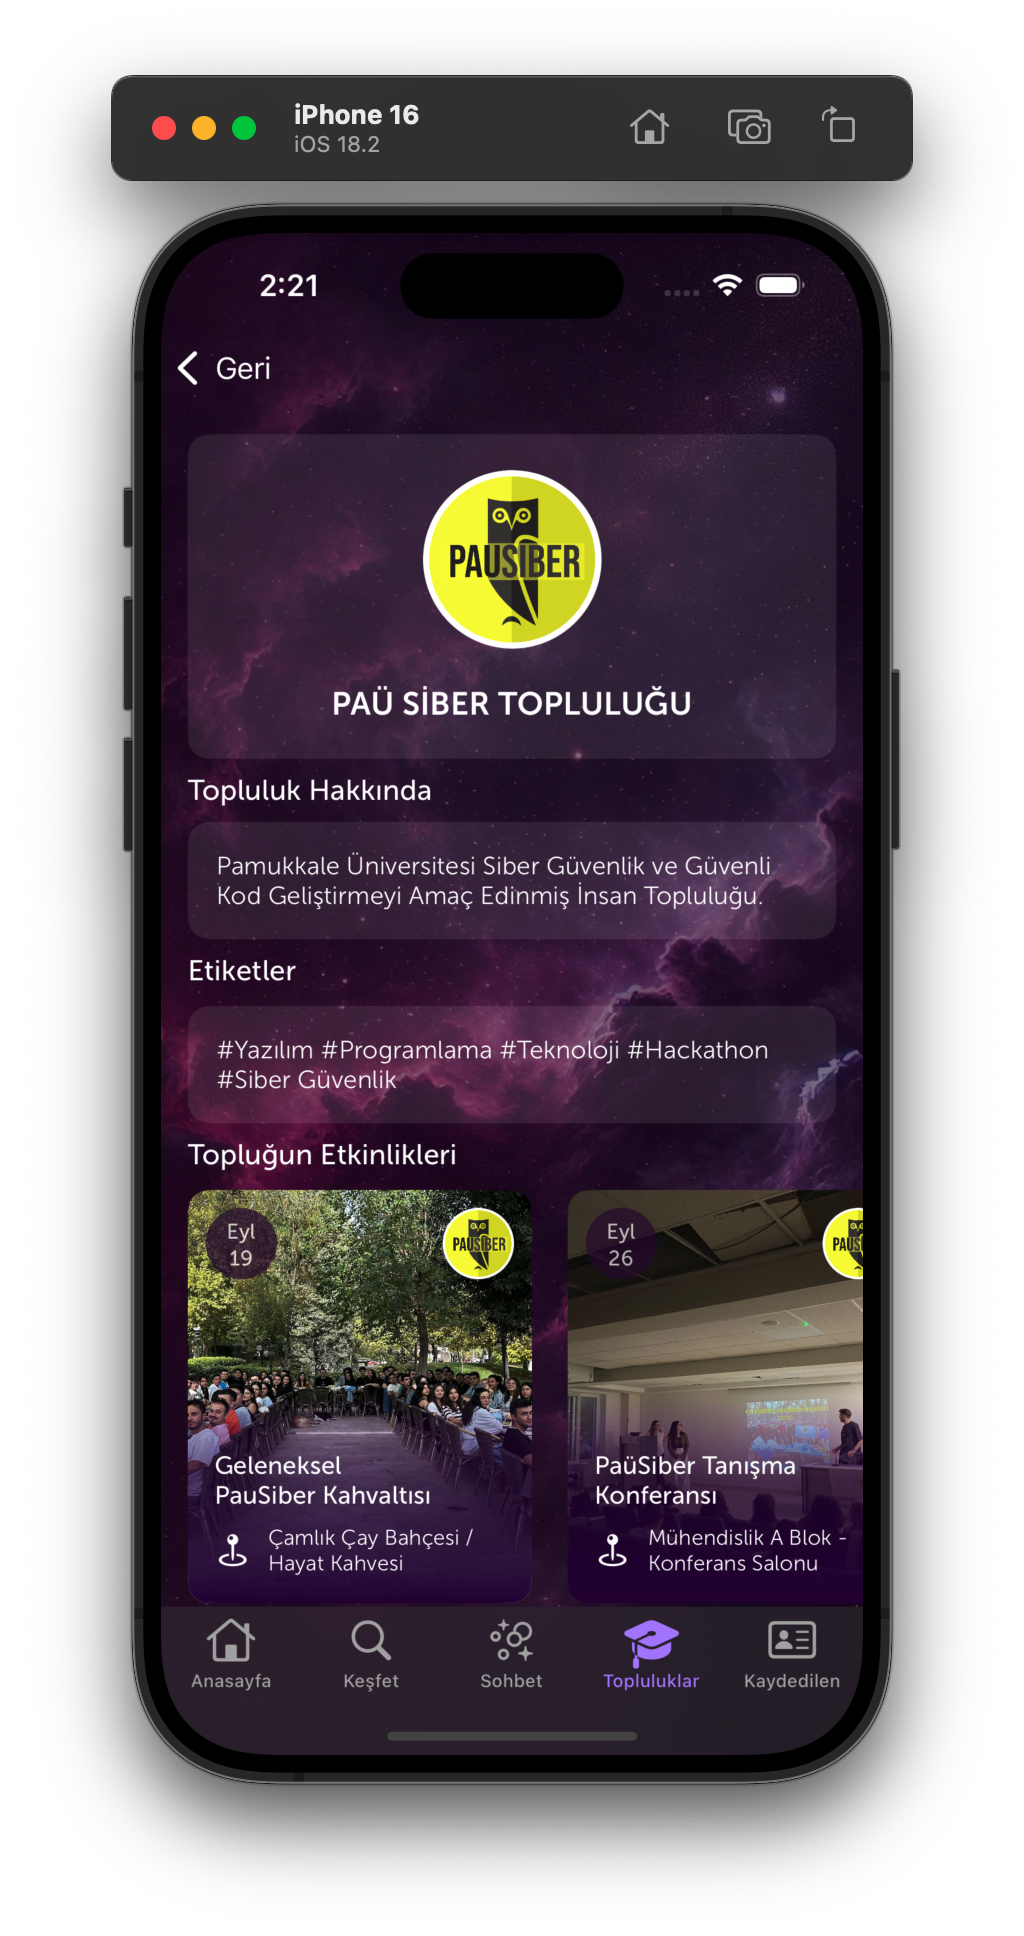 iPhone 16
iOS 18.2
2:21
Geri
PAUSIBER
PAÜ SİBER TOPLULUĞU
Topluluk Hakkında
Pamukkale Üniversitesi Siber Güvenlik ve Güvenli
Kod Geliştirmeyi Amaç Edinmiş İnsan Topluluğu.
Etiketler
#Yazılım #Programlama #Teknoloji #Hackathon
#Siber Güvenlik
Topluğun Etkinlikleri
Eyl
19
PAUSIBER
Geleneksel
PauSiber Kahvaltısı
Çamlık Çay Bahçesi /
Hayat Kahvesi
Eyl
26
PaüSiber Tanışma
Konferansı
Mühendislik A Blok -
Konferans Salonu
Anasayfa
Keşfet
Sohbet
Topluluklar
Kaydedilen